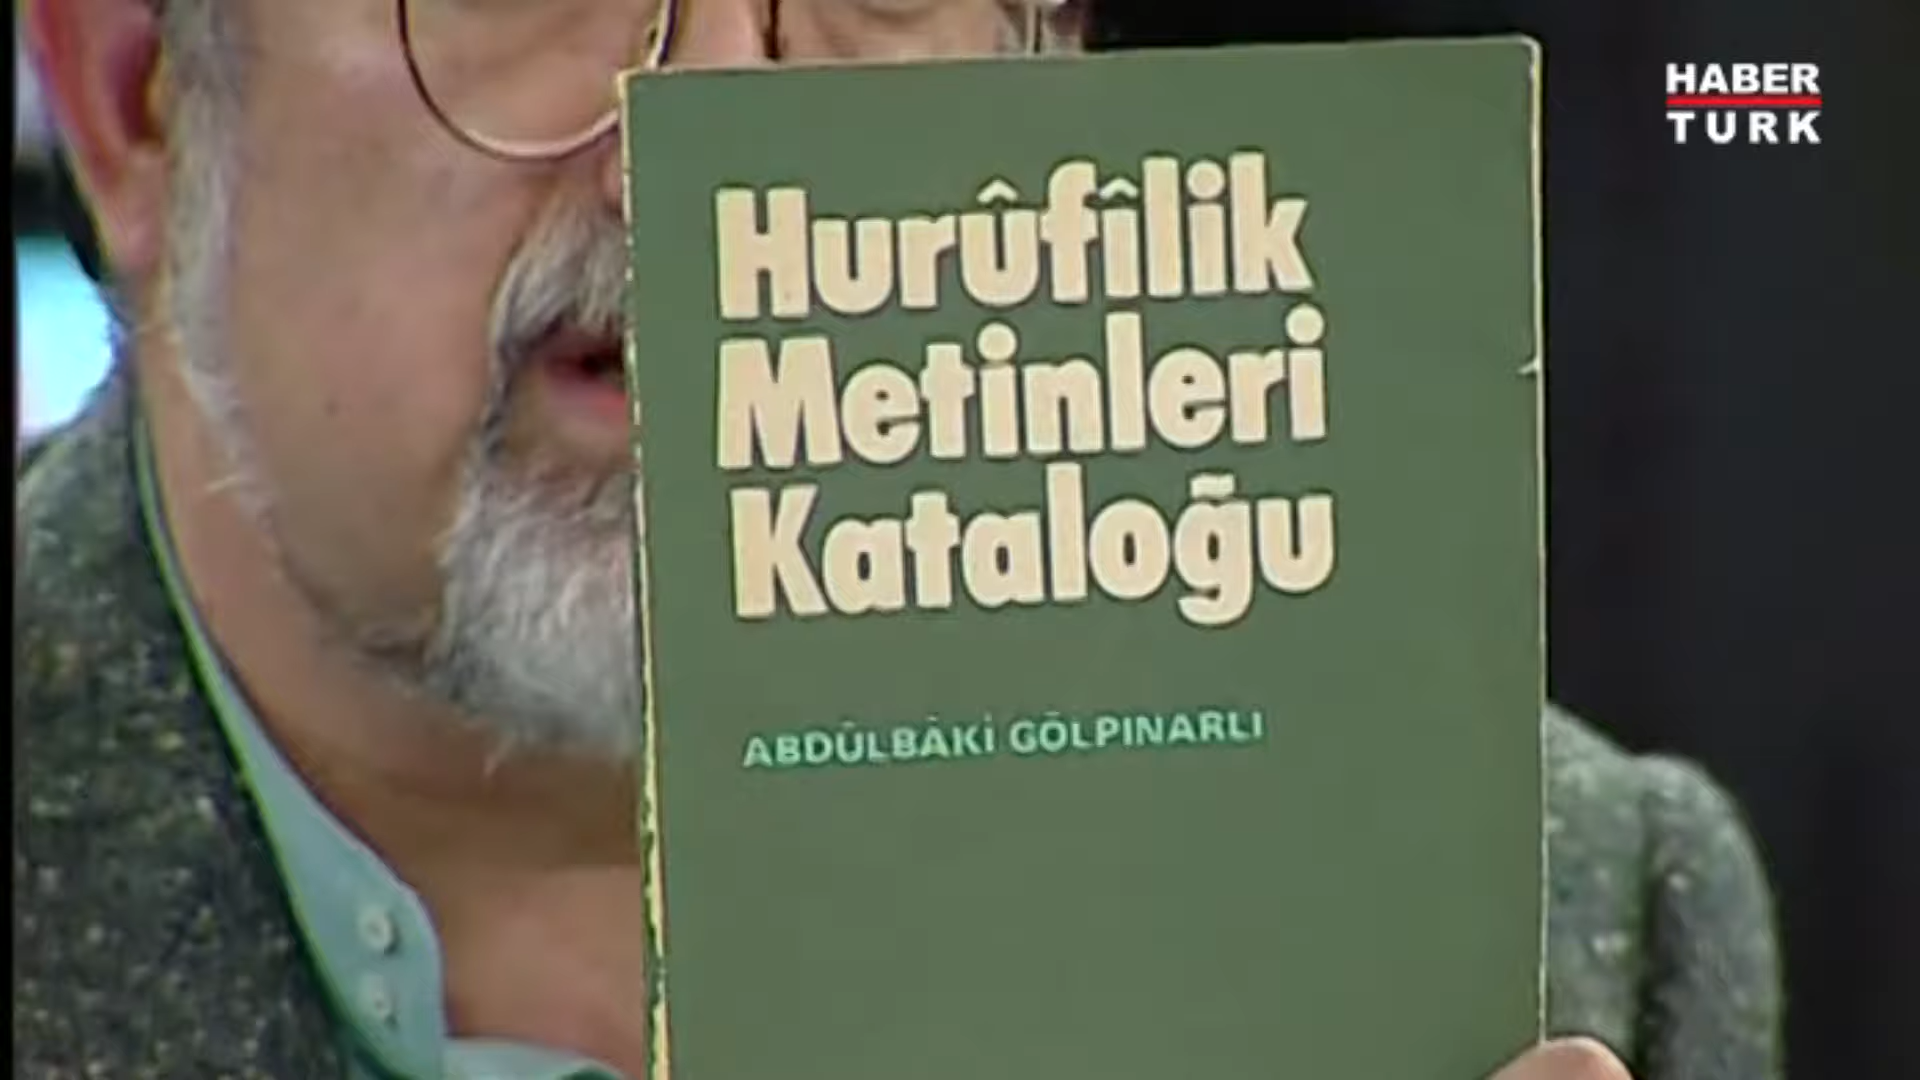 HABER
TURK
Hurûfîlik
Metinleri
Kataloğu
ABDÜLBÂKİ GÖLPINARLI